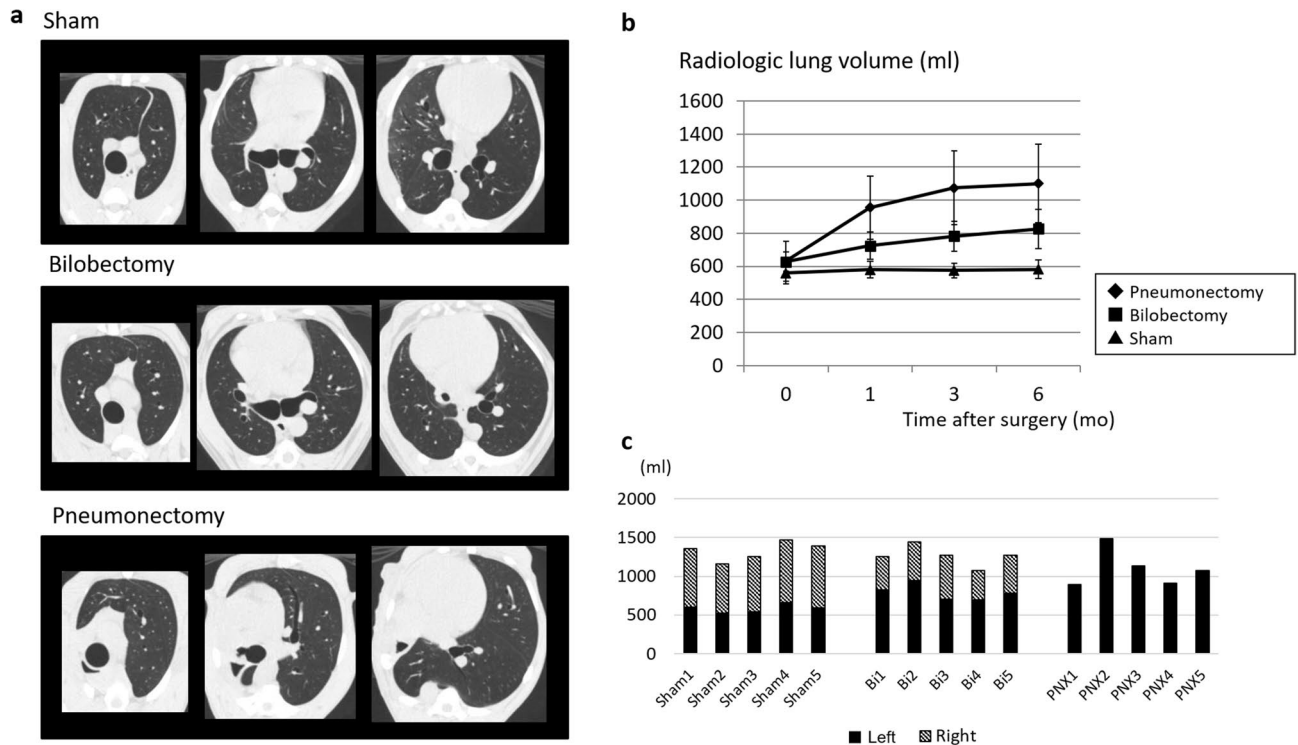 a
Sham
Bilobectomy
Pneumonectomy
b
Radiologic lung volume (ml)
1600
1400
1200
1000
800
600
400
200
0
0 1 3 6
Time after surgery (mo)
Pneumonectomy
Bilobectomy
Sham
c
(ml)
2000
1500
1000
500
0
Sham1 Sham2 Sham3 Sham4 Sham5 Bi1 Bi2 Bi3 Bi4 Bi5 PNX1 PNX2 PNX3 PNX4 PNX5
Left Right